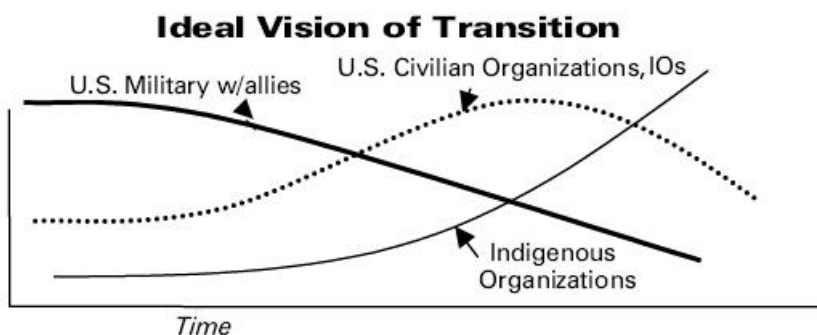 Ideal Vision of Transition
U.S. Civilian Organizations, IOs
U.S. Military w/allies
Indigenous
Organizations
Time